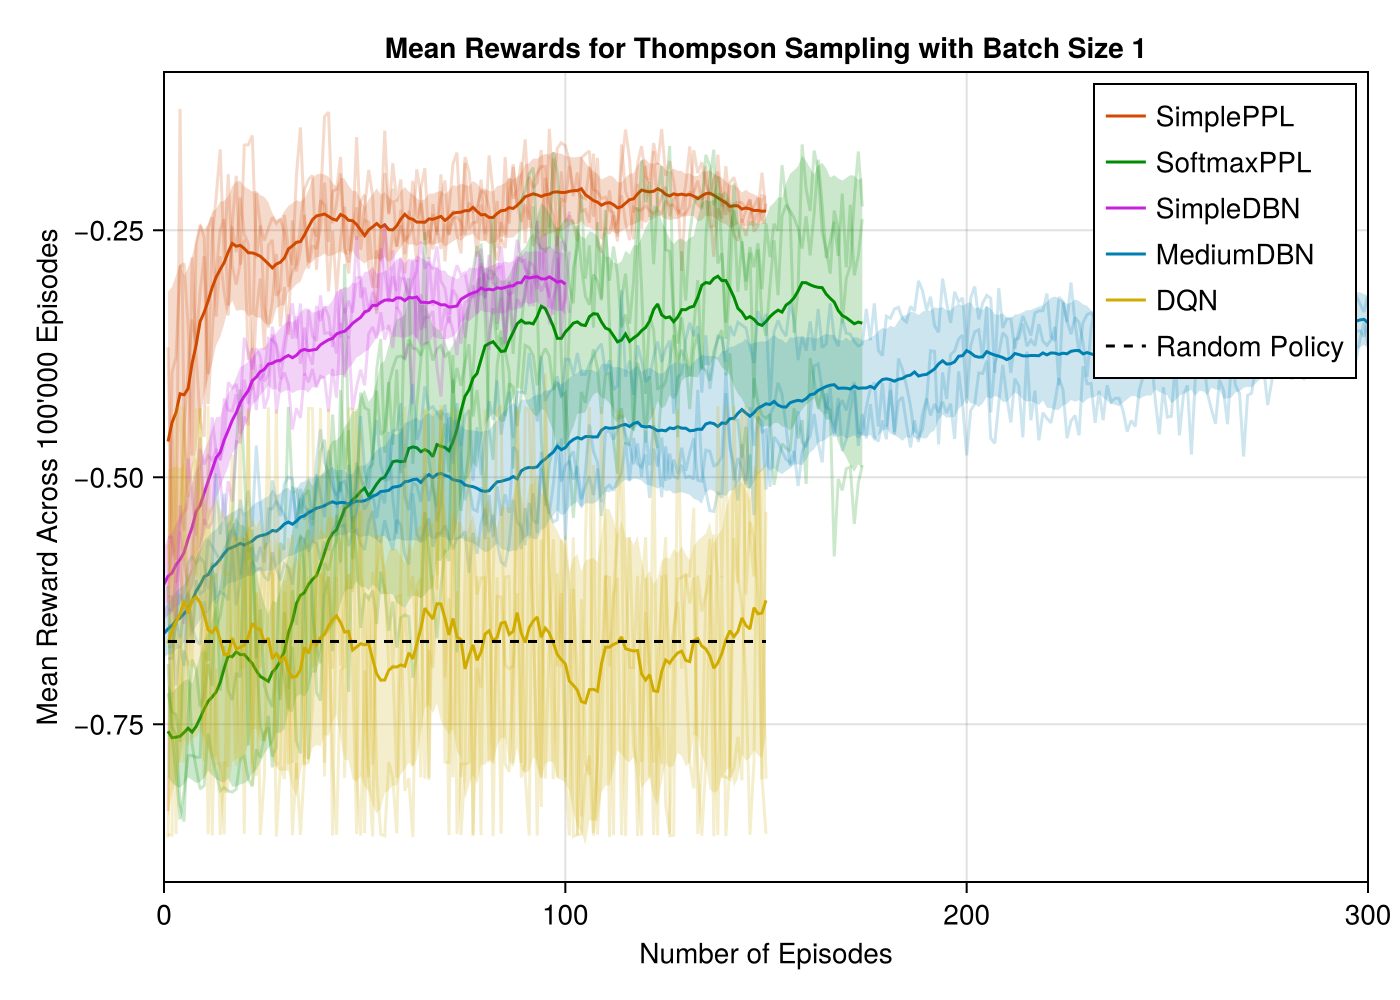 Mean Rewards for Thompson Sampling with Batch Size 1
SimplePPL
SoftmaxPPL
SimpleDBN
MediumDBN
DQN
Random Policy
Mean Reward Across 100'000 Episodes
−0.25
−0.50
−0.75
0
100
200
300
Number of Episodes